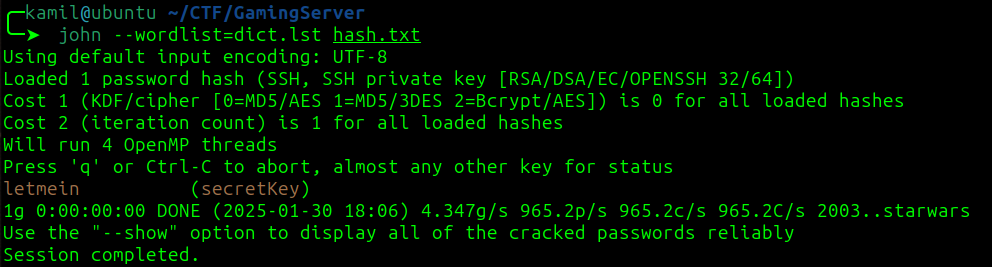 kamil@ubuntu ~/CTF/GamingServer
john --wordlist=dict.lst hash.txt
Using default input encoding: UTF-8
Loaded 1 password hash (SSH, SSH private key [RSA/DSA/EC/OPENSSH 32/64])
Cost 1 (KDF/cipher [0=MD5/AES 1=MD5/3DES 2=Bcrypt/AES]) is 0 for all loaded hashes
Cost 2 (iteration count) is 1 for all loaded hashes
Will run 4 OpenMP threads
Press 'q' or Ctrl-C to abort, almost any other key for status
letmein          (secretKey)
1g 0:00:00:00 DONE (2025-01-30 18:06) 4.347g/s 965.2p/s 965.2c/s 965.2C/s 2003..starwars
Use the "--show" option to display all of the cracked passwords reliably
Session completed.